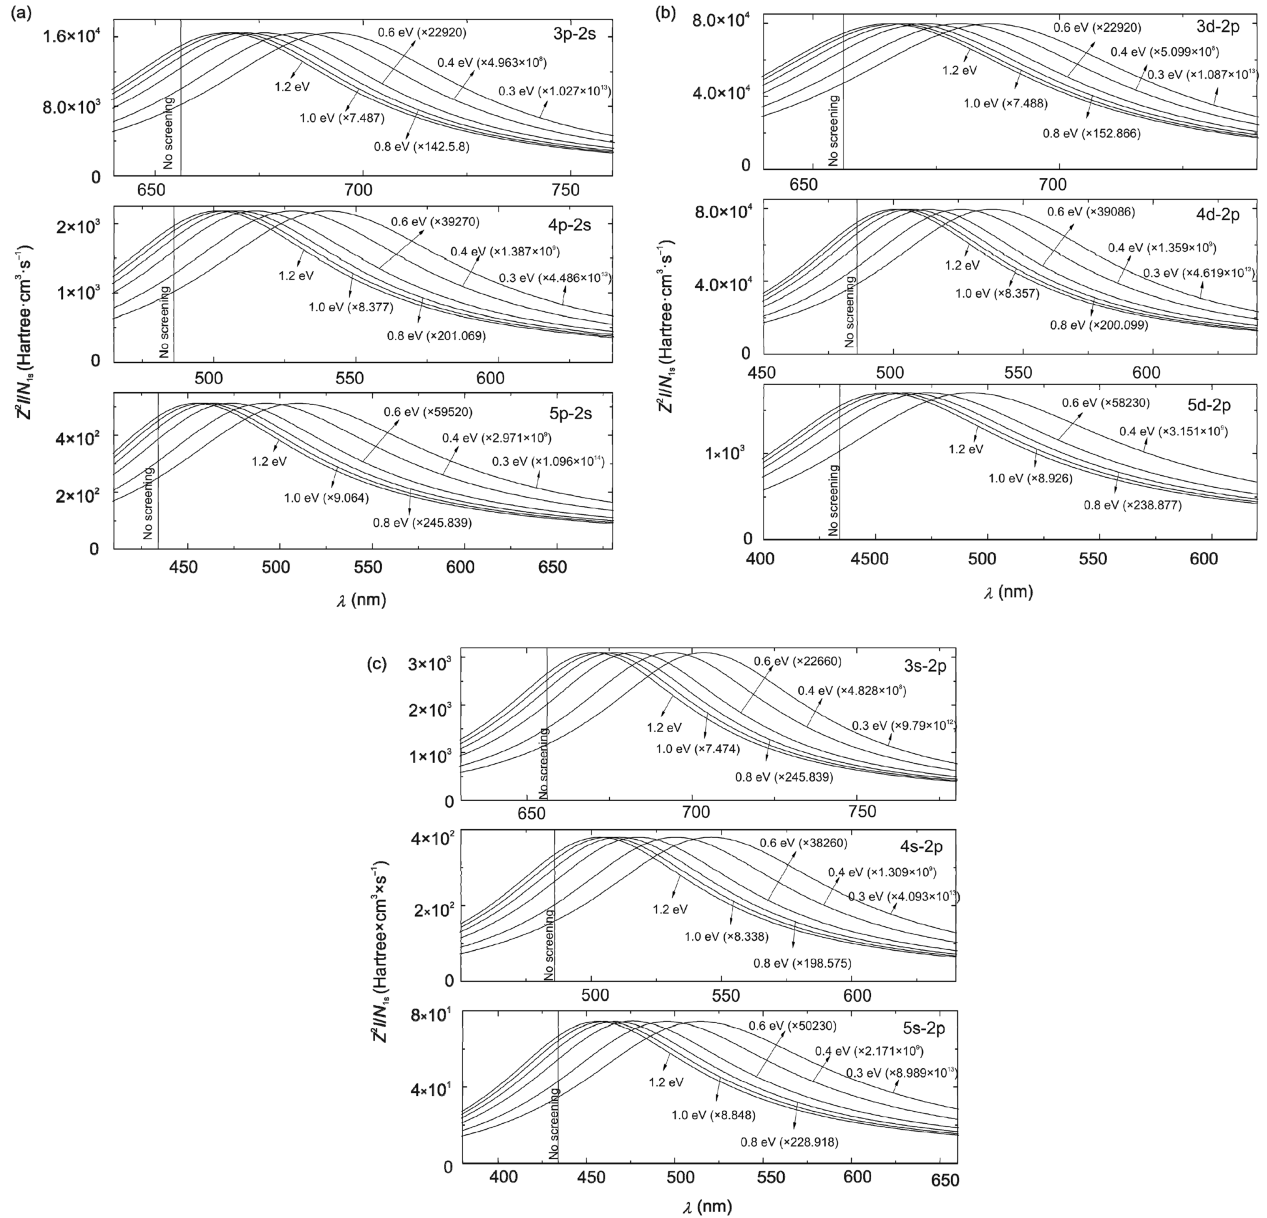 (a)
Z²I/N1s (Hartree·cm³·s⁻¹)
1.6×10⁴
8.0×10³
0
3p-2s
0.6 eV (×22920)
0.4 eV (×4.963×10⁸)
0.3 eV (×1.027×10¹³)
1.2 eV
1.0 eV (×7.487)
0.8 eV (×142.5.8)
No screening
650 700 750
2×10³
1×10³
0
4p-2s
0.6 eV (×39270)
0.4 eV (×1.387×10⁹)
0.3 eV (×4.486×10¹³)
1.2 eV
1.0 eV (×8.377)
0.8 eV (×201.069)
No screening
500 550 600
4×10²
2×10²
0
5p-2s
0.6 eV (×59520)
0.4 eV (×2.971×10⁹)
0.3 eV (×1.096×10¹⁴)
1.2 eV
1.0 eV (×9.064)
0.8 eV (×245.839)
No screening
450 500 550 600 650
λ (nm)
(b)
Z²I/N1s (Hartree·cm³·s⁻¹)
8.0×10⁴
4.0×10⁴
0
3d-2p
0.6 eV (×22920)
0.4 eV (×5.099×10⁸)
0.3 eV (×1.087×10¹³)
1.2 eV
1.0 eV (×7.488)
0.8 eV (×152.866)
No screening
650 700
8.0×10⁴
4.0×10⁴
0
4d-2p
0.6 eV (×39086)
0.4 eV (×1.359×10⁹)
0.3 eV (×4.619×10¹³)
1.2 eV
1.0 eV (×8.357)
0.8 eV (×200.099)
No screening
450 500 550 600
1×10³
0
5d-2p
0.6 eV (×58230)
0.4 eV (×3.151×10⁹)
1.2 eV
1.0 eV (×8.926)
0.8 eV (×238.877)
No screening
400 4500 500 550 600
λ (nm)
(c)
Z²I/N1s (Hartree×cm³×s⁻¹)
3×10³
2×10³
1×10³
0
3s-2p
0.6 eV (×22660)
0.4 eV (×4.828×10⁸)
0.3 eV (×9.79×10¹²)
1.2 eV
1.0 eV (×7.474)
0.8 eV (×245.839)
No screening
650 700 750
4×10²
2×10²
0
4s-2p
0.6 eV (×38260)
0.4 eV (×1.309×10⁹)
0.3 eV (×4.093×10¹³)
1.2 eV
1.0 eV (×8.338)
0.8 eV (×198.575)
No screening
500 550 600
8×10¹
4×10¹
0
5s-2p
0.6 eV (×50230)
0.4 eV (×2.171×10⁹)
0.3 eV (×8.989×10¹³)
1.2 eV
1.0 eV (×8.848)
0.8 eV (×228.918)
No screening
400 450 500 550 600 650
λ (nm)